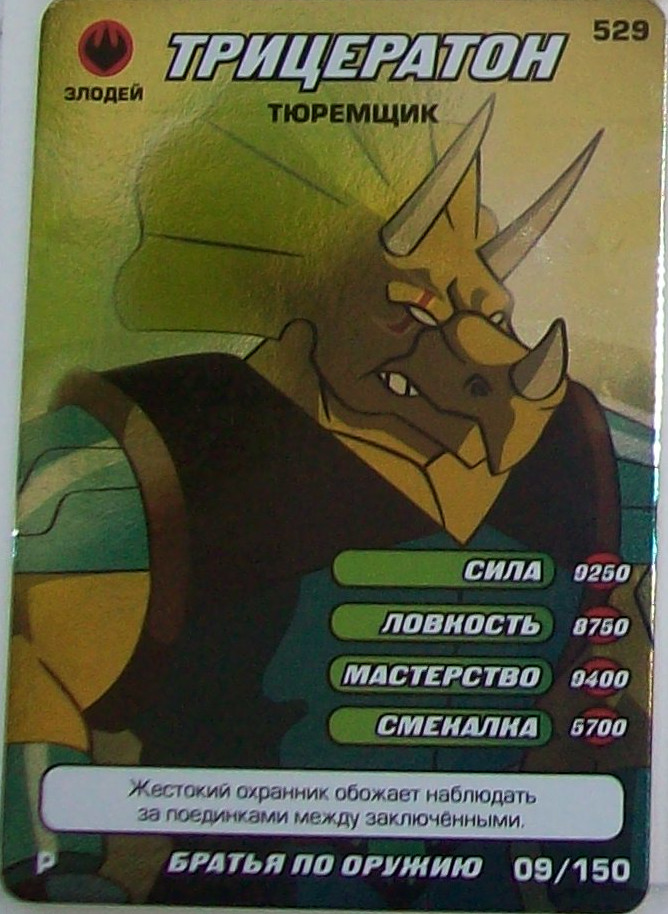 529
ТРИЦЕРАТОН
ЗЛОДЕЙ
ТЮРЕМЩИК
СИЛА 9250
ЛОВКОСТЬ 8750
МАСТЕРСТВО 9400
СМЕКАЛКА 5700
Жестокий охранник обожает наблюдать
за поединками между заключёнными.
Р БРАТЬЯ ПО ОРУЖИЮ 09/150